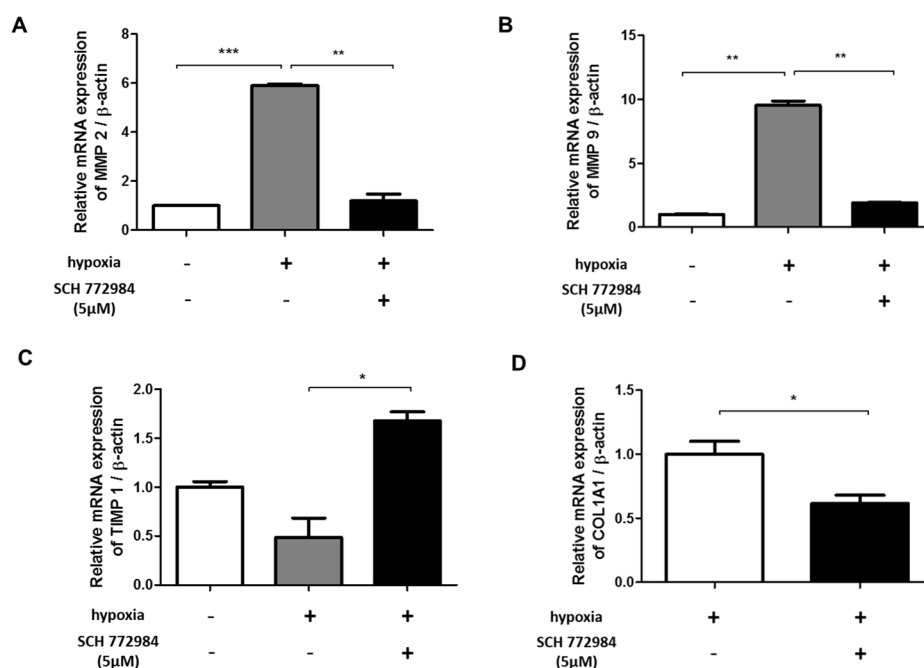 A
Relative mRNA expression
of MMP 2 / β-actin
8
6
4
2
0
***
**
hypoxia - + +
SCH 772984
(5μM) - - +
B
Relative mRNA expression
of MMP 9 / β-actin
15
10
5
0
**
**
hypoxia - + +
SCH 772984
(5μM) - - +
C
Relative mRNA expression
of TIMP 1 / β-actin
2.0
1.5
1.0
0.5
0.0
*
hypoxia - + +
SCH 772984
(5μM) - - +
D
Relative mRNA expression
of COL1A1 / β-actin
1.5
1.0
0.5
0.0
*
hypoxia + +
SCH 772984
(5μM) - +